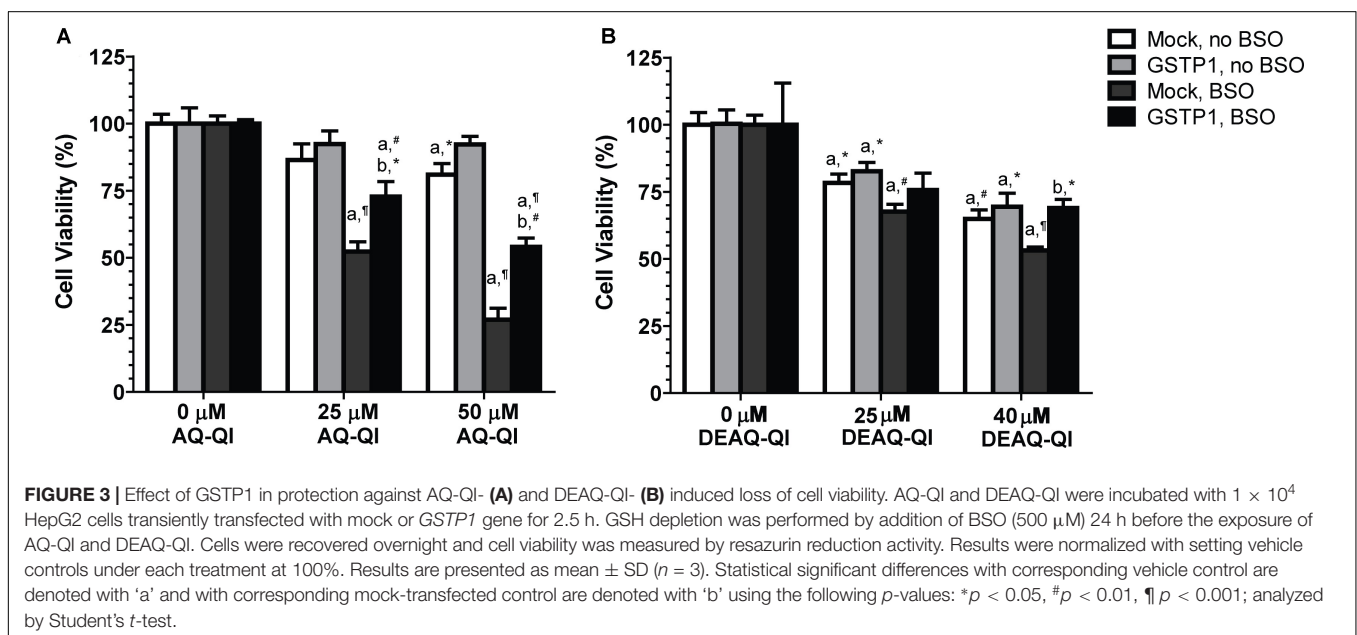 A
125
100
75
50
25
0
Cell Viability (%)
a,#
b,*
a,¶
a,*
a,¶
a,¶
b,#
0 μM
AQ-QI
25 μM
AQ-QI
50 μM
AQ-QI
B
125
100
75
50
25
0
Cell Viability (%)
a,*
a,*
a,#
a,#
a,*
a,¶
b,*
0 μM
DEAQ-QI
25 μM
DEAQ-QI
40 μM
DEAQ-QI
Mock, no BSO
GSTP1, no BSO
Mock, BSO
GSTP1, BSO
FIGURE 3 | Effect of GSTP1 in protection against AQ-QI- (A) and DEAQ-QI- (B) induced loss of cell viability. AQ-QI and DEAQ-QI were incubated with 1 × 10⁴
HepG2 cells transiently transfected with mock or GSTP1 gene for 2.5 h. GSH depletion was performed by addition of BSO (500 μM) 24 h before the exposure of
AQ-QI and DEAQ-QI. Cells were recovered overnight and cell viability was measured by resazurin reduction activity. Results were normalized with setting vehicle
controls under each treatment at 100%. Results are presented as mean ± SD (n = 3). Statistical significant differences with corresponding vehicle control are
denoted with ‘a’ and with corresponding mock-transfected control are denoted with ‘b’ using the following p-values: *p < 0.05, #p < 0.01, ¶ p < 0.001; analyzed
by Student’s t-test.